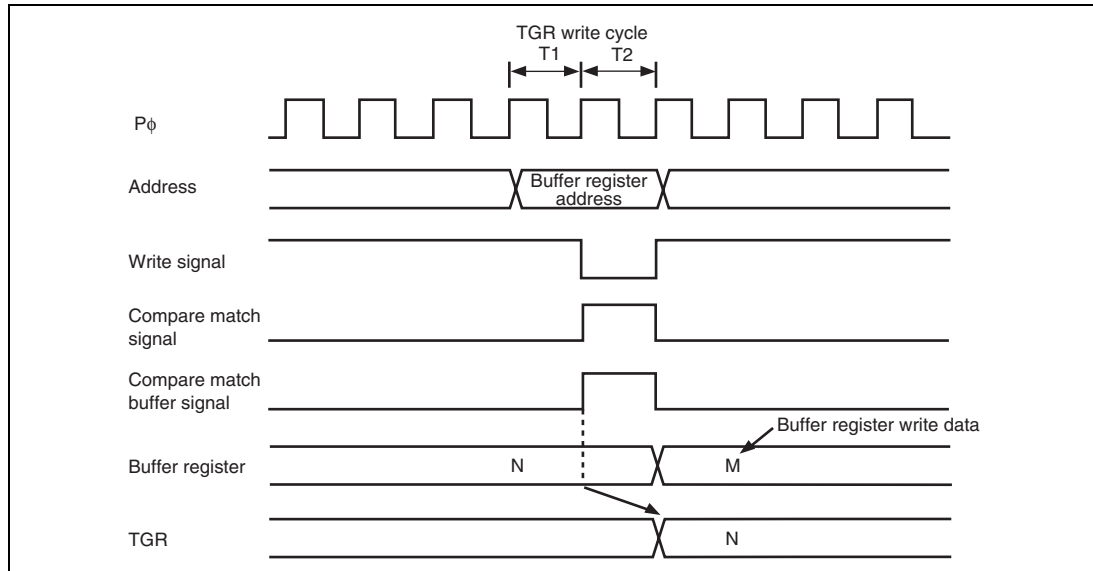 TGR write cycle
T1 T2
Pφ
Address
Buffer register
address
Write signal
Compare match
signal
Compare match
buffer signal
Buffer register write data
Buffer register
N
M
TGR
N